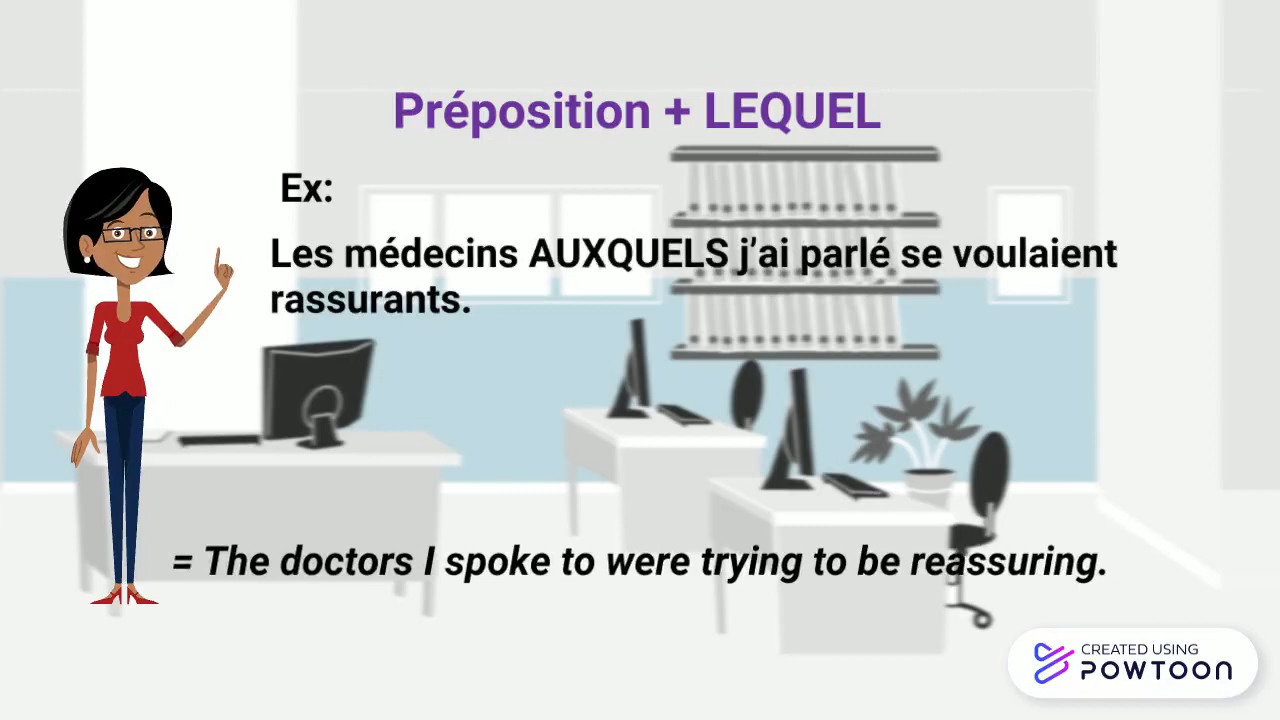 Préposition + LEQUEL
Ex:
Les médecins AUXQUELS j’ai parlé se voulaient
rassurants.
= The doctors I spoke to were trying to be reassuring.
CREATED USING
POWTOON